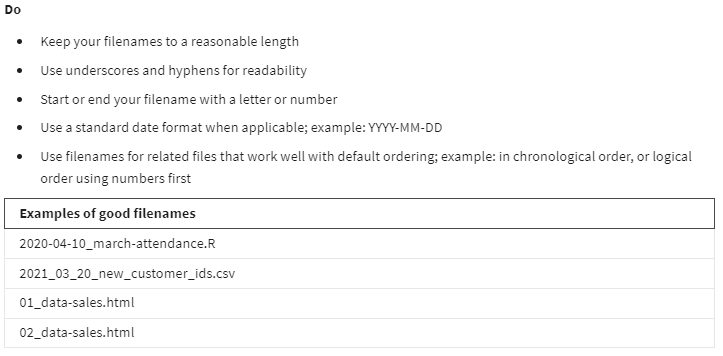 Do
• Keep your filenames to a reasonable length
• Use underscores and hyphens for readability
• Start or end your filename with a letter or number
• Use a standard date format when applicable; example: YYYY-MM-DD
• Use filenames for related files that work well with default ordering; example: in chronological order, or logical
order using numbers first
Examples of good filenames
2020-04-10_march-attendance.R
2021_03_20_new_customer_ids.csv
01_data-sales.html
02_data-sales.html